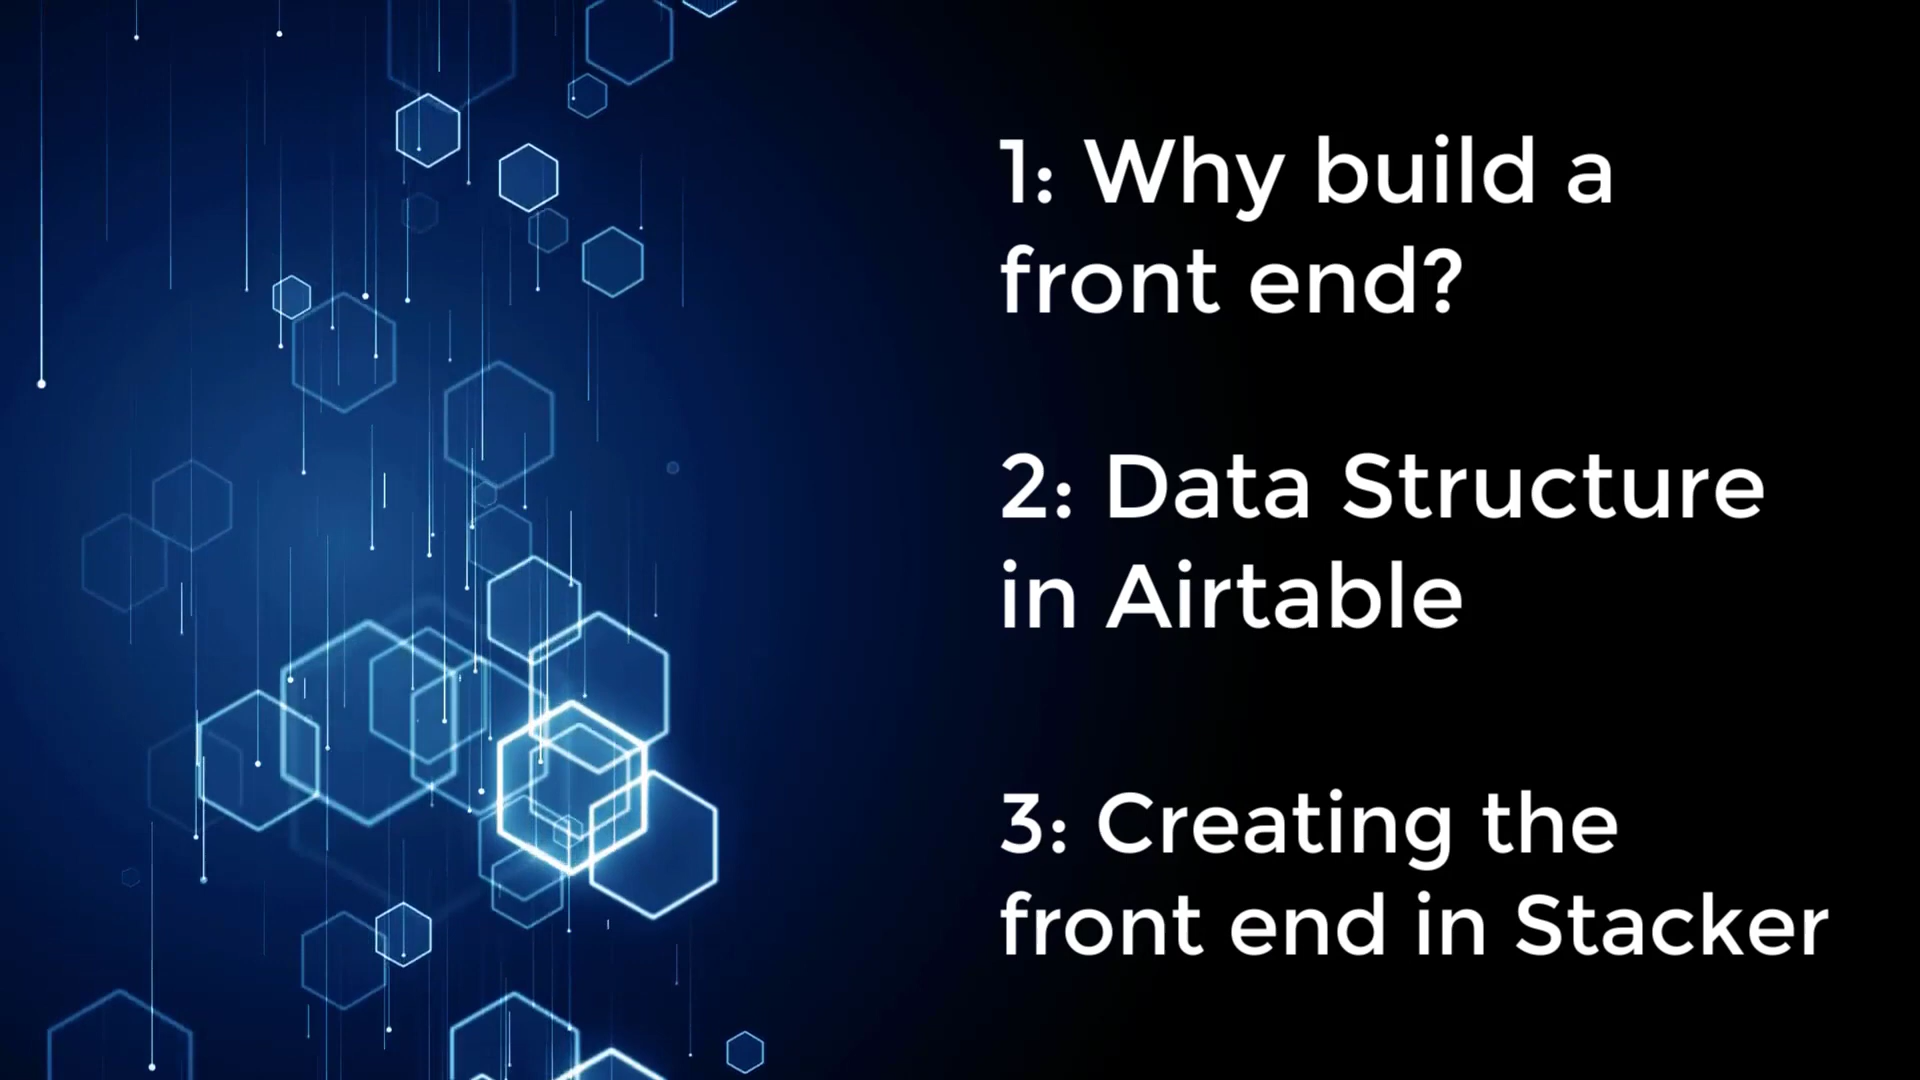 1: Why build a
front end?
2: Data Structure
in Airtable
3: Creating the
front end in Stacker